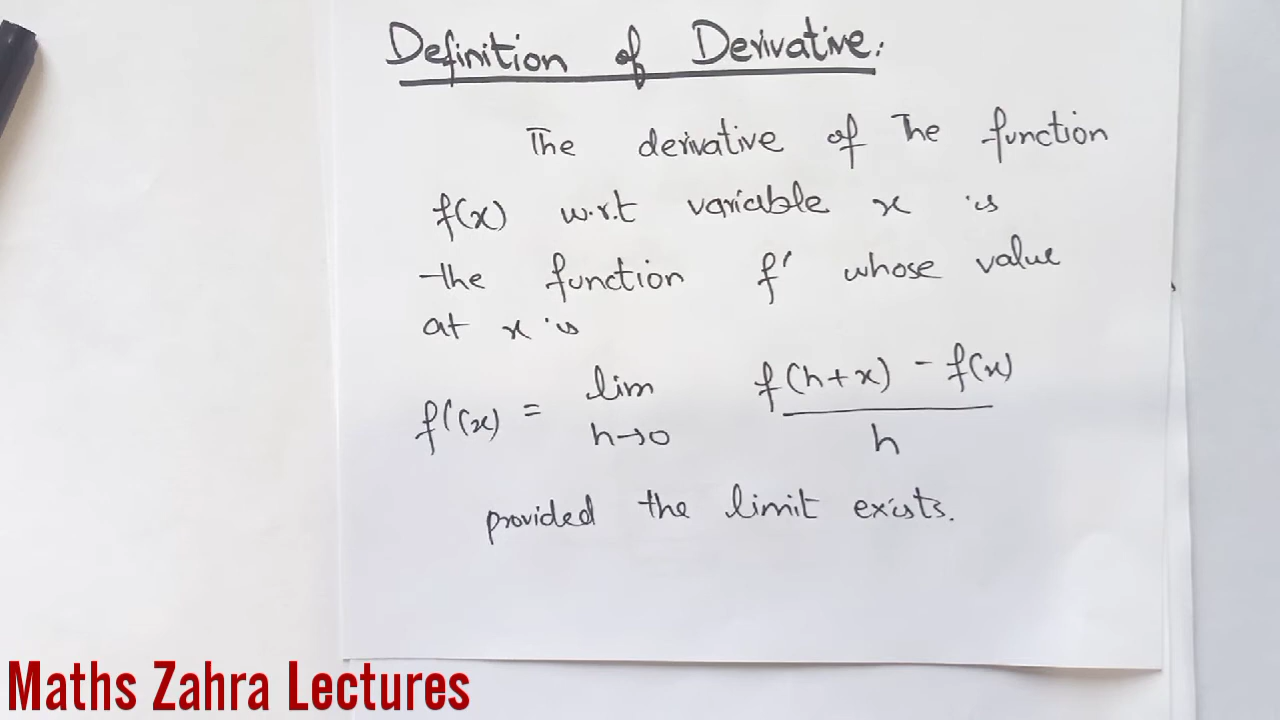 Definition of Derivative:
The derivative of The function
f(x) w.r.t variable x is
the function f' whose value
at x is
f'(x) = lim h→0 f(h+x) - f(x) / h
provided the limit exists.
Maths Zahra Lectures